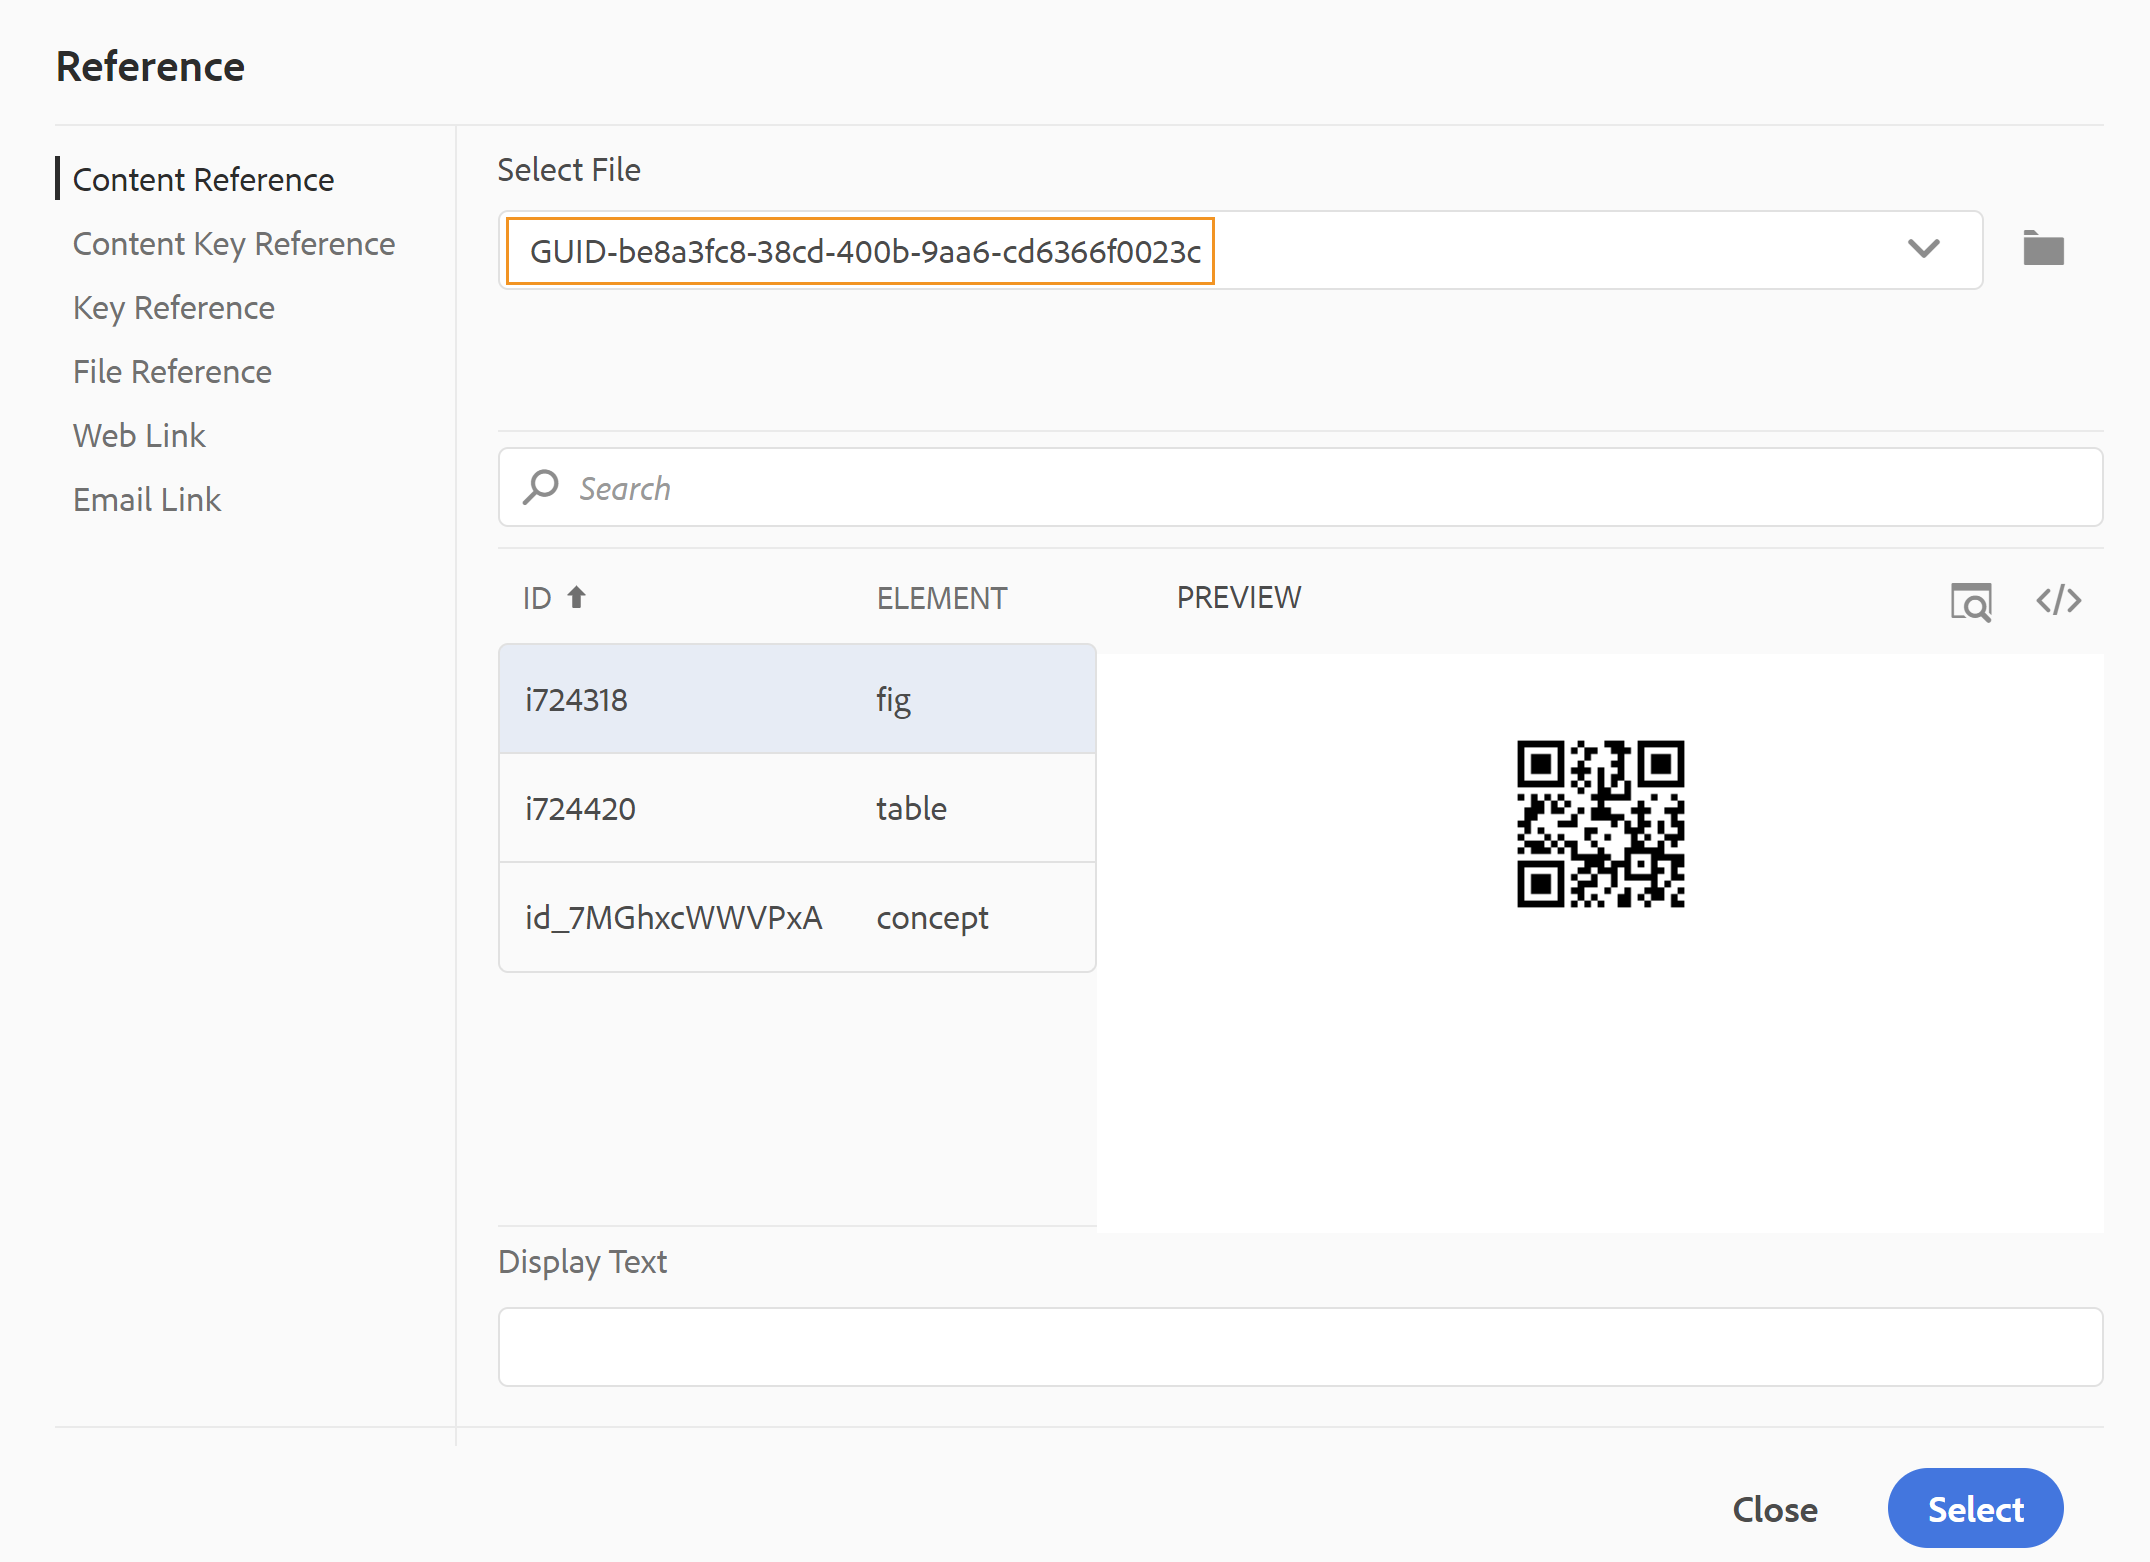 Reference
Content Reference
Content Key Reference
Key Reference
File Reference
Web Link
Email Link
Select File
GUID-be8a3fc8-38cd-400b-9aa6-cd6366f0023c
Search
ID ELEMENT PREVIEW
i724318 fig
i724420 table
id_7MGhxcWWVPxA concept
Display Text
Close Select